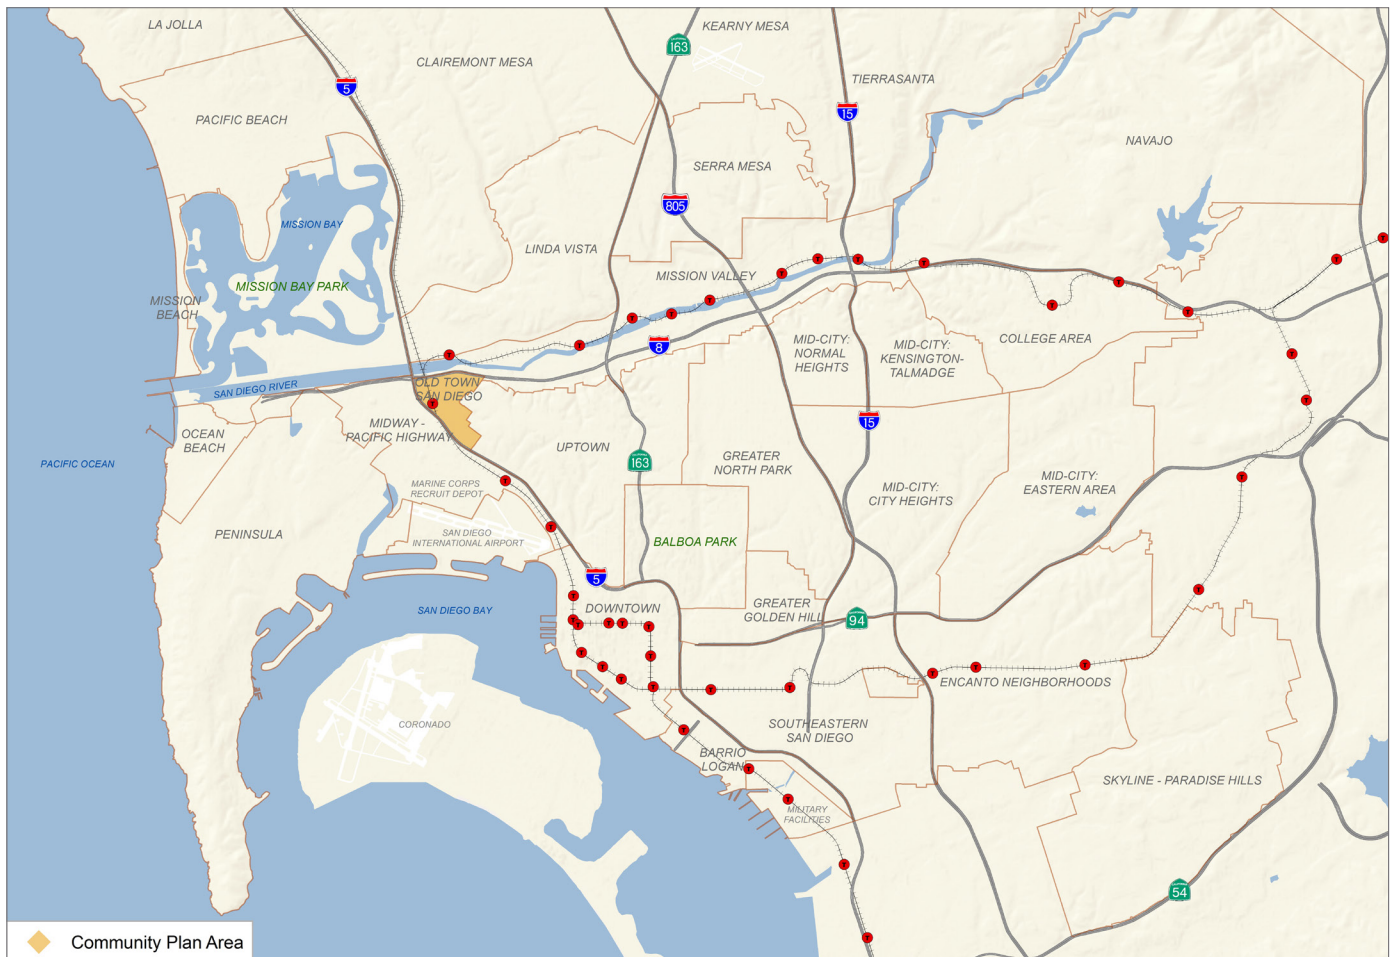 LA JOLLA
KEARNY MESA
163
CLAIREMONT MESA
TIERRASANTA
5
15
PACIFIC BEACH
NAVAJO
SERRA MESA
805
MISSION BAY
LINDA VISTA
MISSION VALLEY
MISSION BAY PARK
MISSION
BEACH
MID-CITY:
NORMAL
HEIGHTS
MID-CITY:
KENSINGTON-
TALMADGE
COLLEGE AREA
8
OLD TOWN
SAN DIEGO
SAN DIEGO RIVER
MIDWAY -
PACIFIC HIGHWAY
OCEAN
BEACH
15
UPTOWN
163
GREATER
NORTH PARK
PACIFIC OCEAN
MID-CITY:
EASTERN AREA
MARINE CORPS
RECRUIT DEPOT
MID-CITY:
CITY HEIGHTS
PENINSULA
SAN DIEGO
INTERNATIONAL AIRPORT
BALBOA PARK
5
SAN DIEGO BAY
DOWNTOWN
GREATER
GOLDEN HILL
94
ENCANTO NEIGHBORHOODS
CORONADO
SOUTHEASTERN
SAN DIEGO
BARRIO
LOGAN
SKYLINE - PARADISE HILLS
MILITARY
FACILITIES
54
Community Plan Area